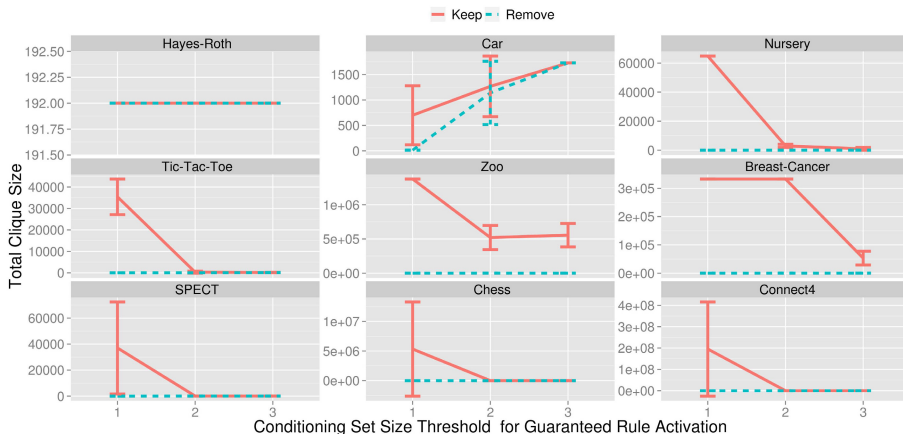 Keep Remove
Hayes-Roth Car Nursery
192.50
192.25
192.00
191.75
191.50
1500
1000
500
0
60000
40000
20000
0
Tic-Tac-Toe Zoo Breast-Cancer
40000
30000
20000
10000
0
1e+06
5e+05
0e+00
3e+05
2e+05
1e+05
0e+00
SPECT Chess Connect4
60000
40000
20000
0
1e+07
5e+06
0e+00
4e+08
3e+08
2e+08
1e+08
0e+00
1 2 3 1 2 3 1 2 3
Total Clique Size
Conditioning Set Size Threshold for Guaranteed Rule Activation